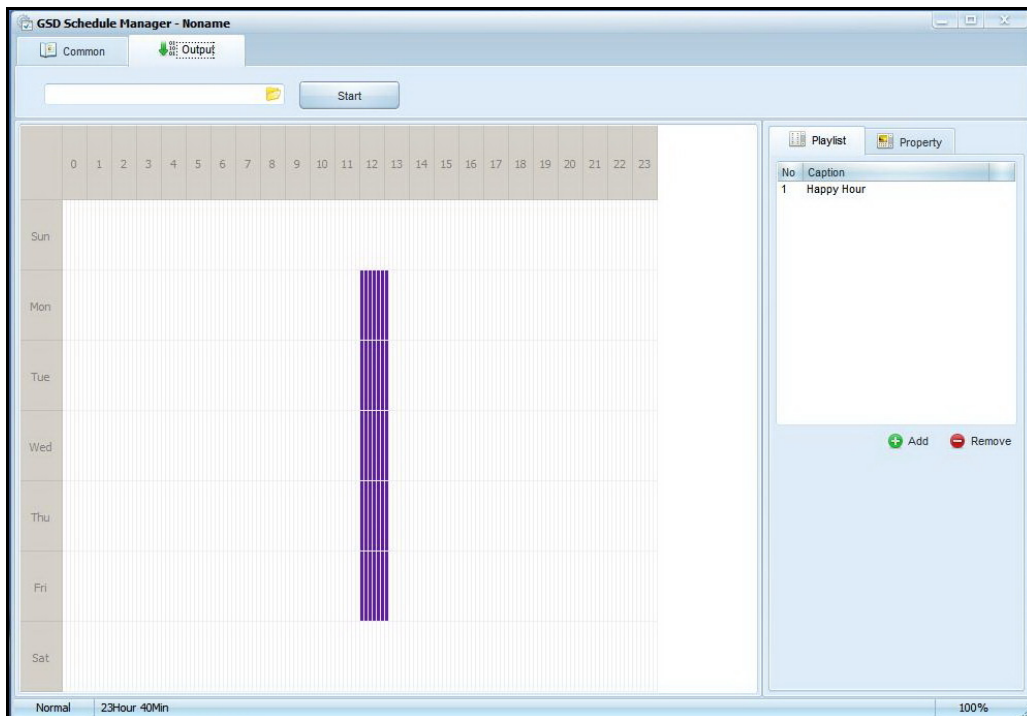 GSD Schedule Manager - Noname
Common Output
Start
Playlist Property
0 1 2 3 4 5 6 7 8 9 10 11 12 13 14 15 16 17 18 19 20 21 22 23
No Caption
1 Happy Hour
Sun
Mon
Tue
Wed
Thu
Fri
Sat
Add Remove
Normal 23Hour 40Min 100%